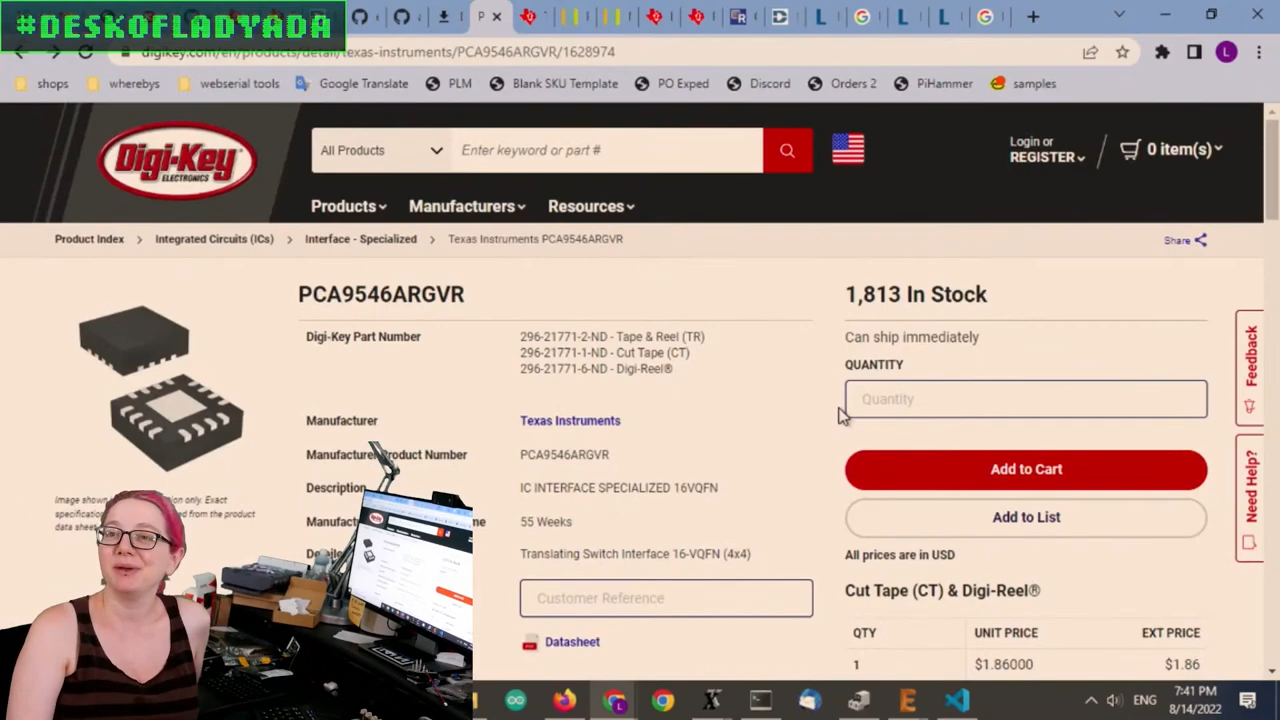 #DESKOFLADYADA
digikey.com/en/products/detail/texas-instruments/PCA9546ARGVR/1628974
shops
wherebys
webserial tools
Google Translate
PLM
Blank SKU Template
PO Exped
Discord
Orders 2
PiHammer
samples
Digi-Key
ELECTRONICS
All Products
Enter keyword or part #
Login or
REGISTER
0 item(s)
Products
Manufacturers
Resources
Product Index > Integrated Circuits (ICs) > Interface - Specialized > Texas Instruments PCA9546ARGVR
Share
PCA9546ARGVR
1,813 In Stock
Can ship immediately
Digi-Key Part Number
296-21771-2-ND - Tape & Reel (TR)
296-21771-1-ND - Cut Tape (CT)
296-21771-6-ND - Digi-Reel®
QUANTITY
Quantity
Manufacturer
Texas Instruments
Manufacturer Product Number
PCA9546ARGVR
Add to Cart
Description
IC INTERFACE SPECIALIZED 16VQFN
Add to List
55 Weeks
Translating Switch Interface 16-VQFN (4x4)
All prices are in USD
Customer Reference
Cut Tape (CT) & Digi-Reel®
Datasheet
QTY
UNIT PRICE
EXT PRICE
1
$1.86000
$1.86
Feedback
Need Help?
ENG
7:41 PM
8/14/2022